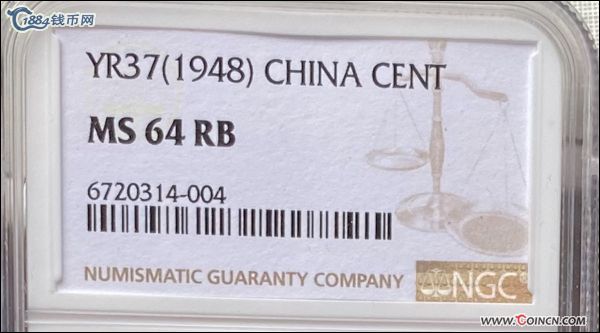 1884钱币网
YR37(1948) CHINA CENT
MS 64 RB
6720314-004
NUMISMATIC GUARANTY COMPANY
NGC
www.COINCN.com